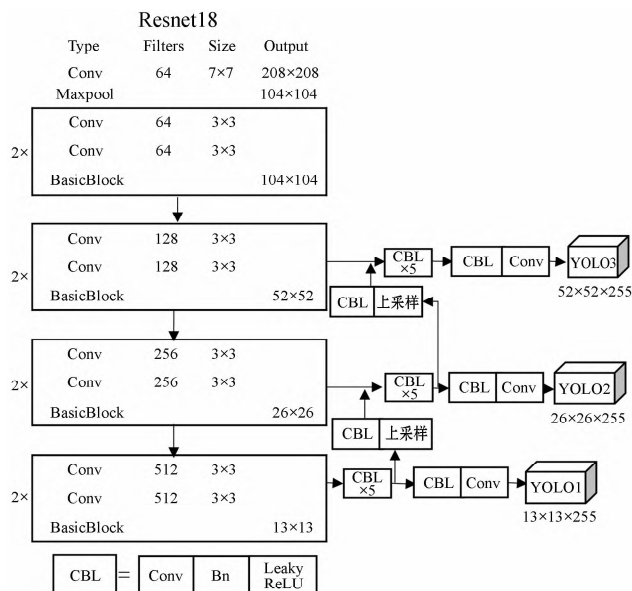 Resnet18
Type Filters Size Output
Conv 64 7×7 208×208
Maxpool 104×104
2×
Conv 64 3×3
Conv 64 3×3
BasicBlock 104×104
2×
Conv 128 3×3
Conv 128 3×3
BasicBlock 52×52
CBL
×5
CBL Conv
YOLO3
52×52×255
CBL 上采样
2×
Conv 256 3×3
Conv 256 3×3
BasicBlock 26×26
CBL
×5
CBL Conv
YOLO2
26×26×255
CBL 上采样
2×
Conv 512 3×3
Conv 512 3×3
BasicBlock 13×13
CBL
×5
CBL Conv
YOLO1
13×13×255
CBL = Conv Bn Leaky
ReLU